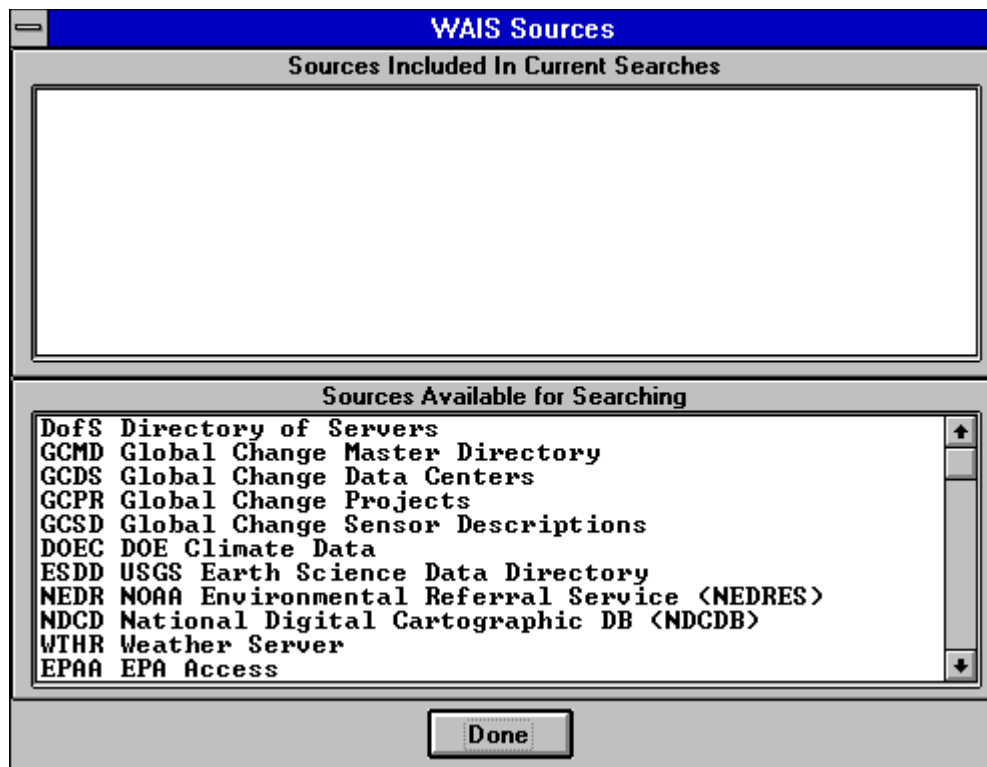 WAIS Sources
Sources Included In Current Searches
Sources Available for Searching
DofS Directory of Servers
GCMD Global Change Master Directory
GCDS Global Change Data Centers
GCPR Global Change Projects
GCSD Global Change Sensor Descriptions
DOEC DOE Climate Data
ESDD USGS Earth Science Data Directory
NEDR NOAA Environmental Referral Service (NEDRES)
NDCD National Digital Cartographic DB (NDCDB)
WTHR Weather Server
EPAA EPA Access
Done